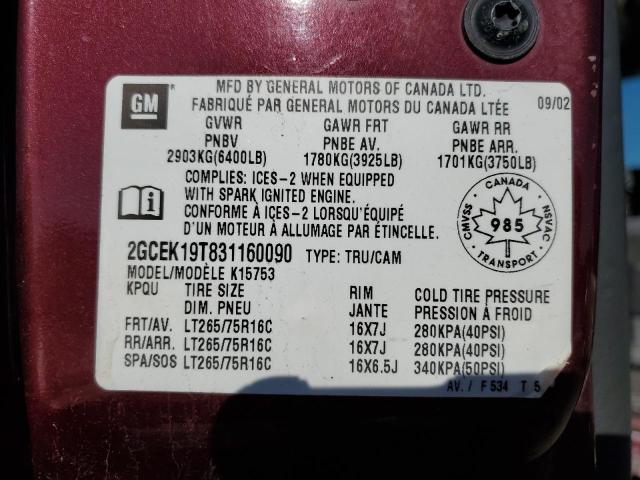 GM
MFD BY GENERAL MOTORS OF CANADA LTD.
FABRIQUÉ PAR GENERAL MOTORS DU CANADA LTÉE
09/02
GVWR GAWR FRT GAWR RR
PNBV PNBE AV. PNBE ARR.
2903KG(6400LB) 1780KG(3925LB) 1701KG(3750LB)
COMPLIES: ICES-2 WHEN EQUIPPED
WITH SPARK IGNITED ENGINE.
CONFORME À ICES-2 LORSQU'ÉQUIPÉ
D'UN MOTEUR À ALLUMAGE PAR ÉTINCELLE.
CANADA
CMVSS 985 NSVAC
TRANSPORT
2GCEK19T831160090 TYPE: TRU/CAM
MODEL/MODÈLE K15753
KPQU TIRE SIZE RIM COLD TIRE PRESSURE
DIM. PNEU JANTE PRESSION À FROID
FRT/AV. LT265/75R16C 16X7J 280KPA(40PSI)
RR/ARR. LT265/75R16C 16X7J 280KPA(40PSI)
SPA/SOS LT265/75R16C 16X6.5J 340KPA(50PSI)
AV. / F 534 T 5